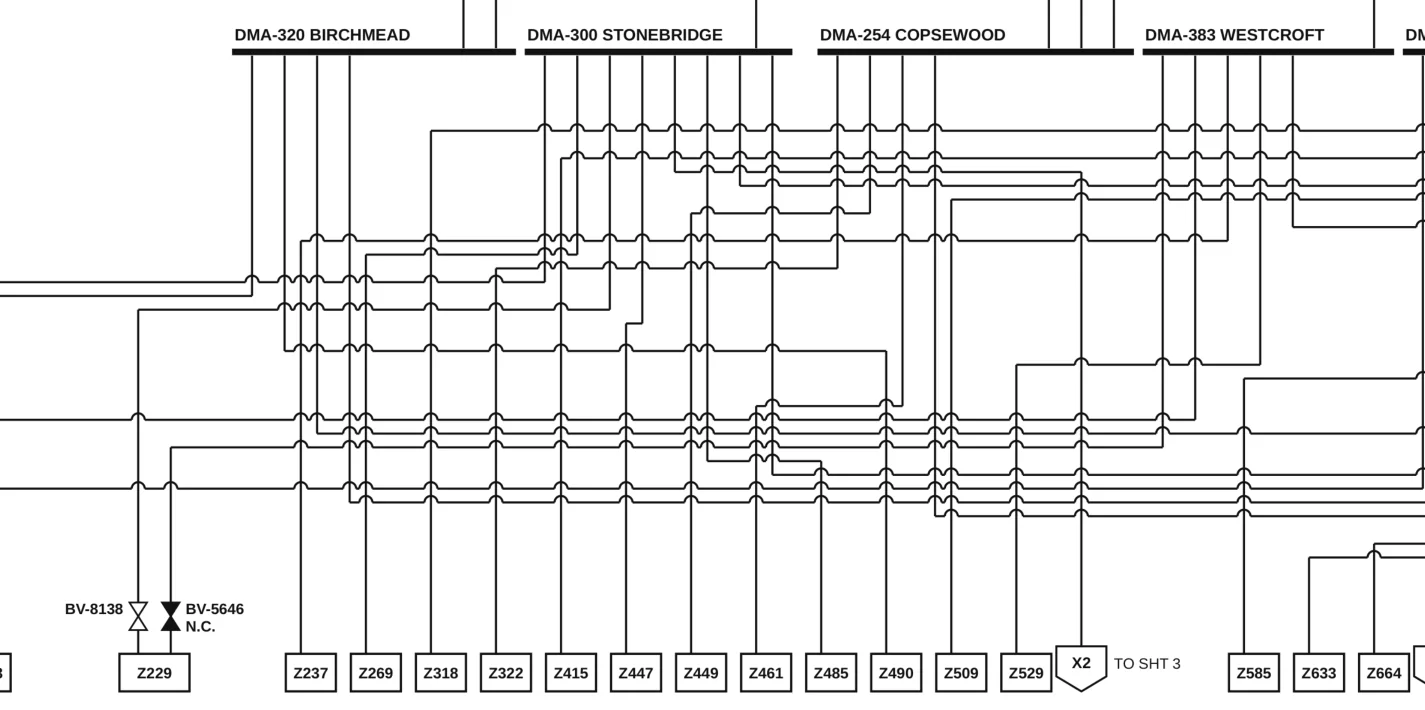 DMA-320 BIRCHMEAD
DMA-300 STONEBRIDGE
DMA-254 COPSEWOOD
DMA-383 WESTCROFT
BV-8138
BV-5646
N.C.
Z229
Z237
Z269
Z318
Z322
Z415
Z447
Z449
Z461
Z485
Z490
Z509
Z529
X2
TO SHT 3
Z585
Z633
Z664